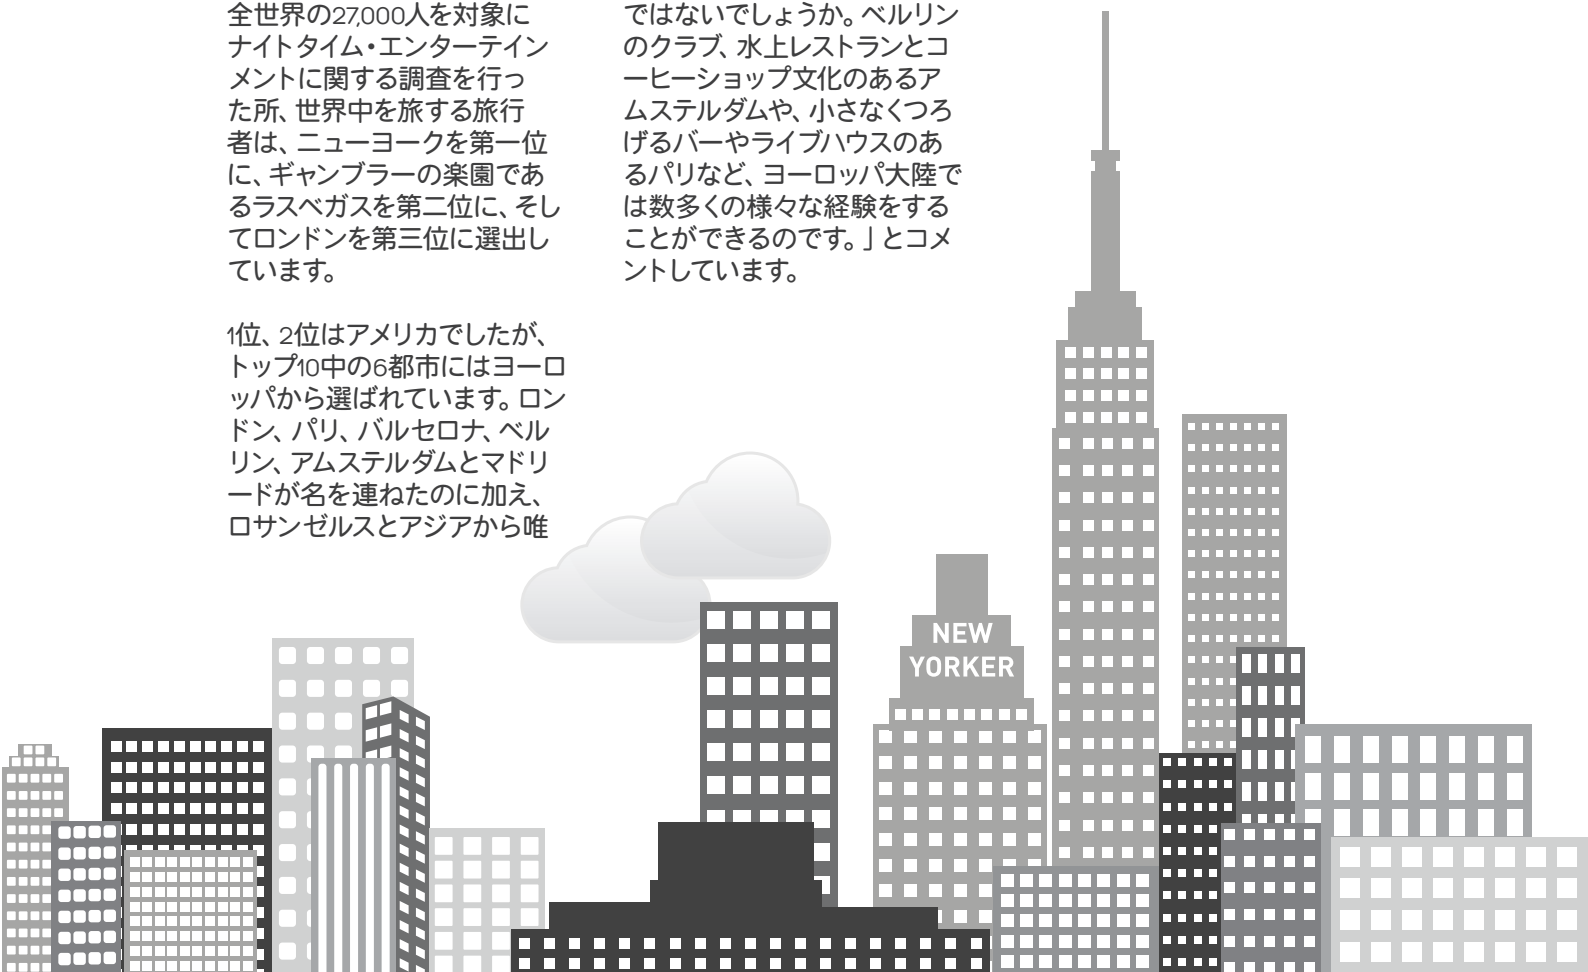 全世界の27,000人を対象に
ナイトタイム・エンターテイン
メントに関する調査を行っ
た所、世界中を旅する旅行
者は、ニューヨークを第一位
に、ギャンブラーの楽園であ
るラスベガスを第二位に、そし
てロンドンを第三位に選出し
ています。
1位、2位はアメリカでしたが、
トップ10中の6都市にはヨーロ
ッパから選ばれています。ロン
ドン、パリ、バルセロナ、ベル
リン、アムステルダムとマドリ
ードが名を連ねたのに加え、
ロサンゼルスとアジアから唯
ではないでしょうか。ベルリン
のクラブ、水上レストランとコ
ーヒーショップ文化のあるア
ムステルダムや、小さなくつろ
げるバーやライブハウスのあ
るパリなど、ヨーロッパ大陸で
は数多くの様々な経験をする
ことができるのです。」とコメ
ントしています。
NEW
YORKER